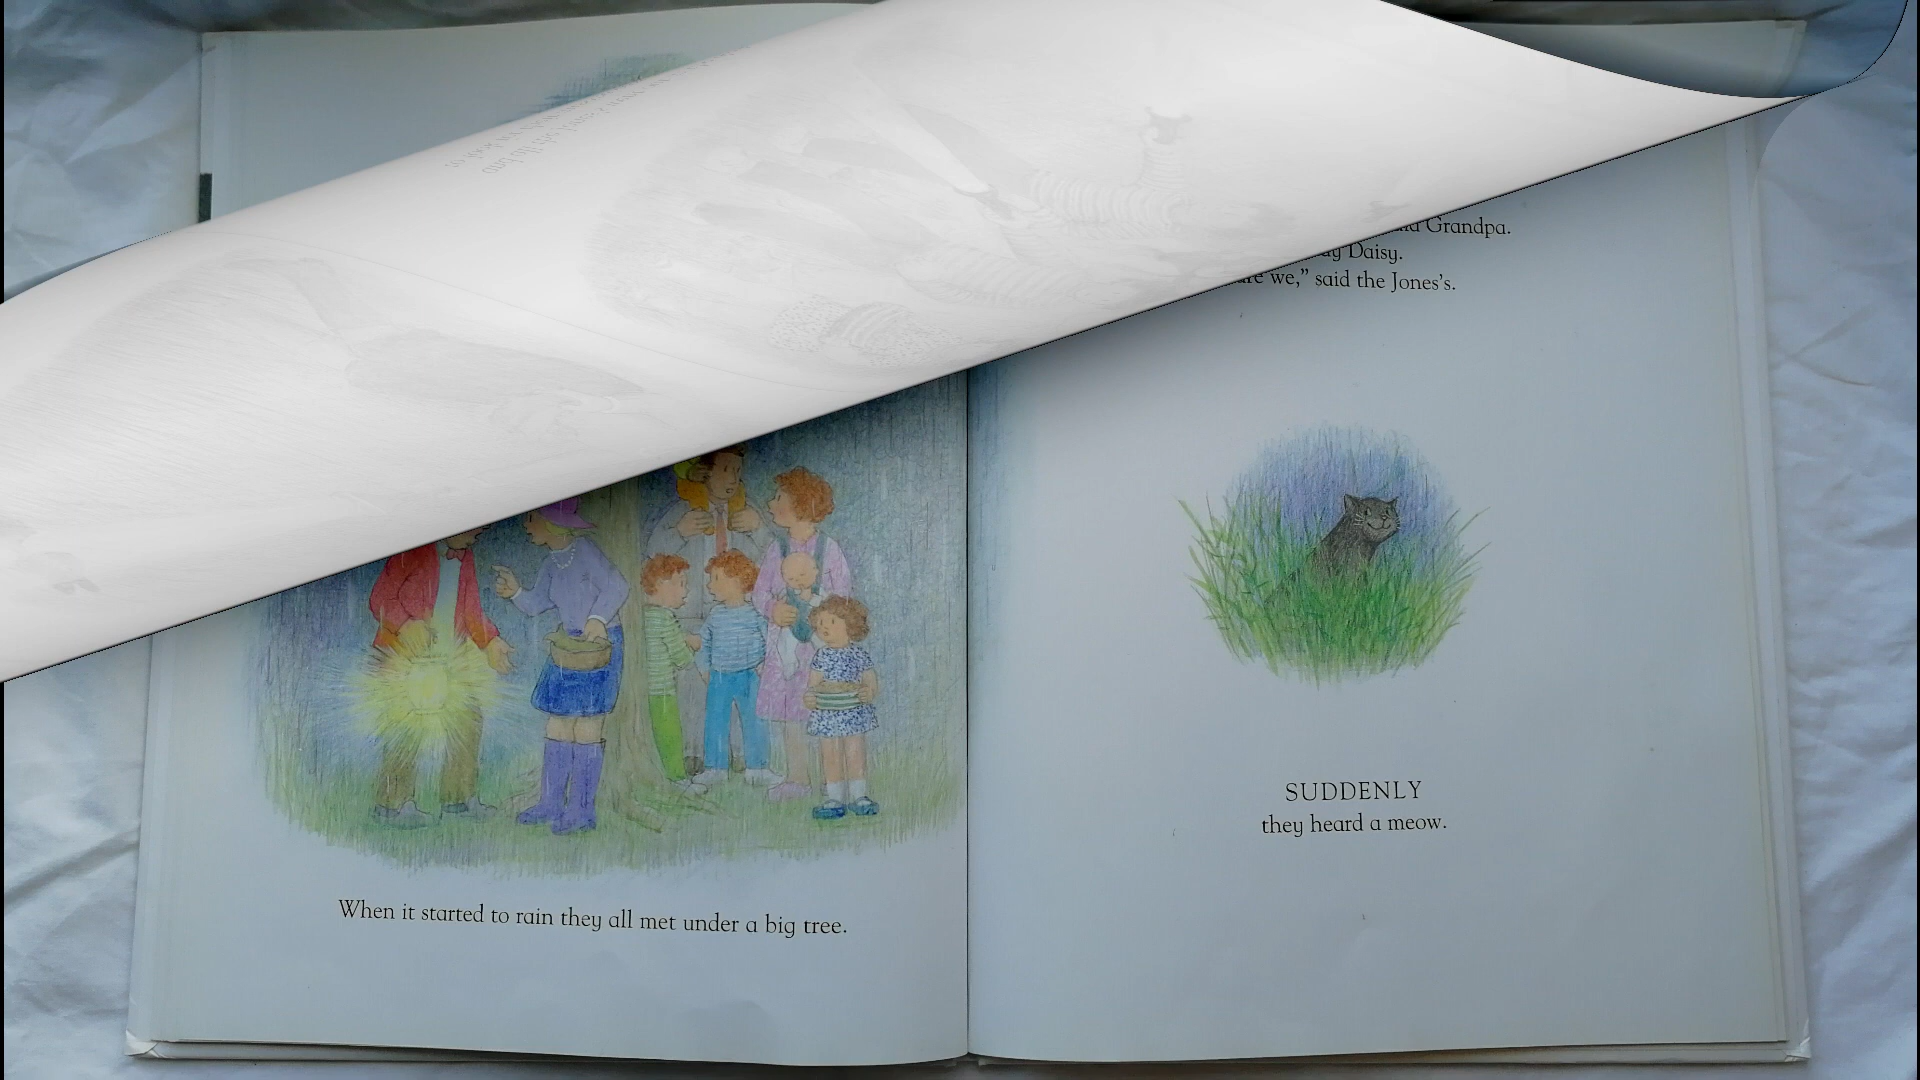 When it started to rain they all met under a big tree.
Grandpa.
Daisy.
we,” said the Jones's.
SUDDENLY
they heard a meow.